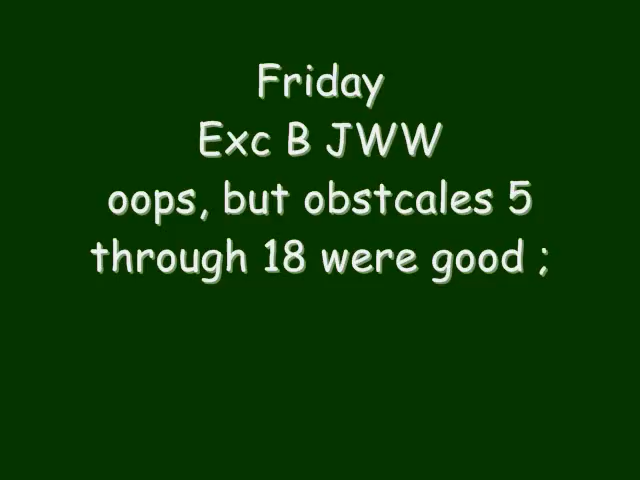 Friday
Exc B JWW
oops, but obstcales 5
through 18 were good ;